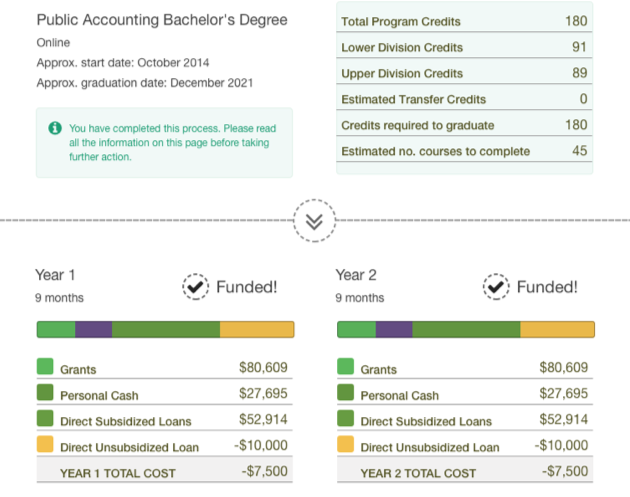 Public Accounting Bachelor's Degree
Online
Approx. start date: October 2014
Approx. graduation date: December 2021
You have completed this process. Please read
all the information on this page before taking
further action.
Total Program Credits 180
Lower Division Credits 91
Upper Division Credits 89
Estimated Transfer Credits 0
Credits required to graduate 180
Estimated no. courses to complete 45
Year 1
9 months
Funded!
Grants $80,609
Personal Cash $27,695
Direct Subsidized Loans $52,914
Direct Unsubsidized Loan -$10,000
YEAR 1 TOTAL COST -$7,500
Year 2
9 months
Funded!
Grants $80,609
Personal Cash $27,695
Direct Subsidized Loans $52,914
Direct Unsubsidized Loan -$10,000
YEAR 2 TOTAL COST -$7,500